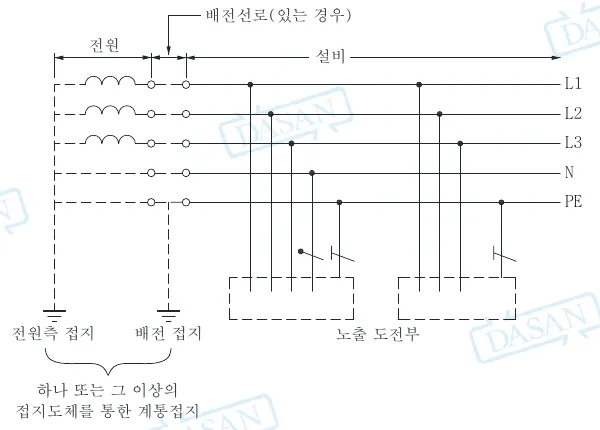 배전선로(있는 경우)
전원
설비
L1
L2
L3
N
PE
전원측 접지
배전 접지
노출 도전부
하나 또는 그 이상의
접지도체를 통한 계통접지
DASAN
DASAN
DASAN
DASAN
DASAN
DASAN